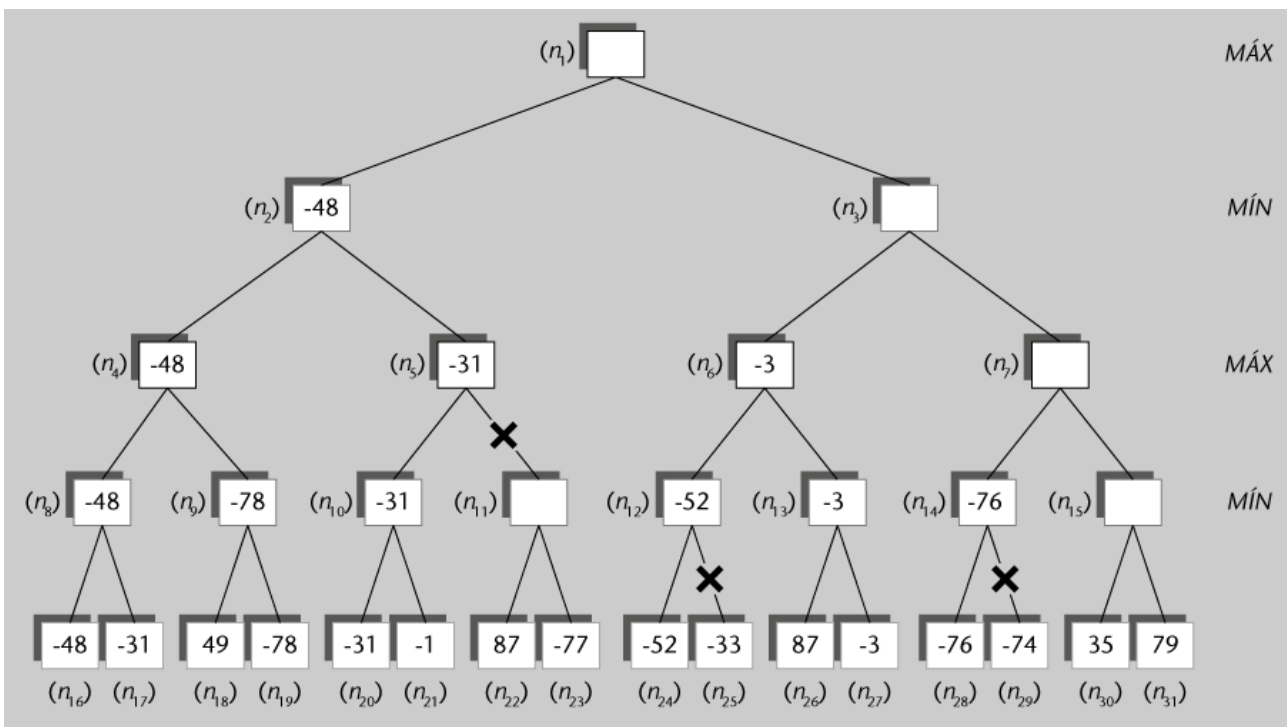 (n1) MÁX
(n2) -48 (n3) MÍN
(n4) -48 (n5) -31 (n6) -3 (n7) MÁX
(n8) -48 (n9) -78 (n10) -31 (n11) (n12) -52 (n13) -3 (n14) -76 (n15) MÍN
-48 -31 49 -78 -31 -1 87 -77 -52 -33 87 -3 -76 -74 35 79
(n16) (n17) (n18) (n19) (n20) (n21) (n22) (n23) (n24) (n25) (n26) (n27) (n28) (n29) (n30) (n31)